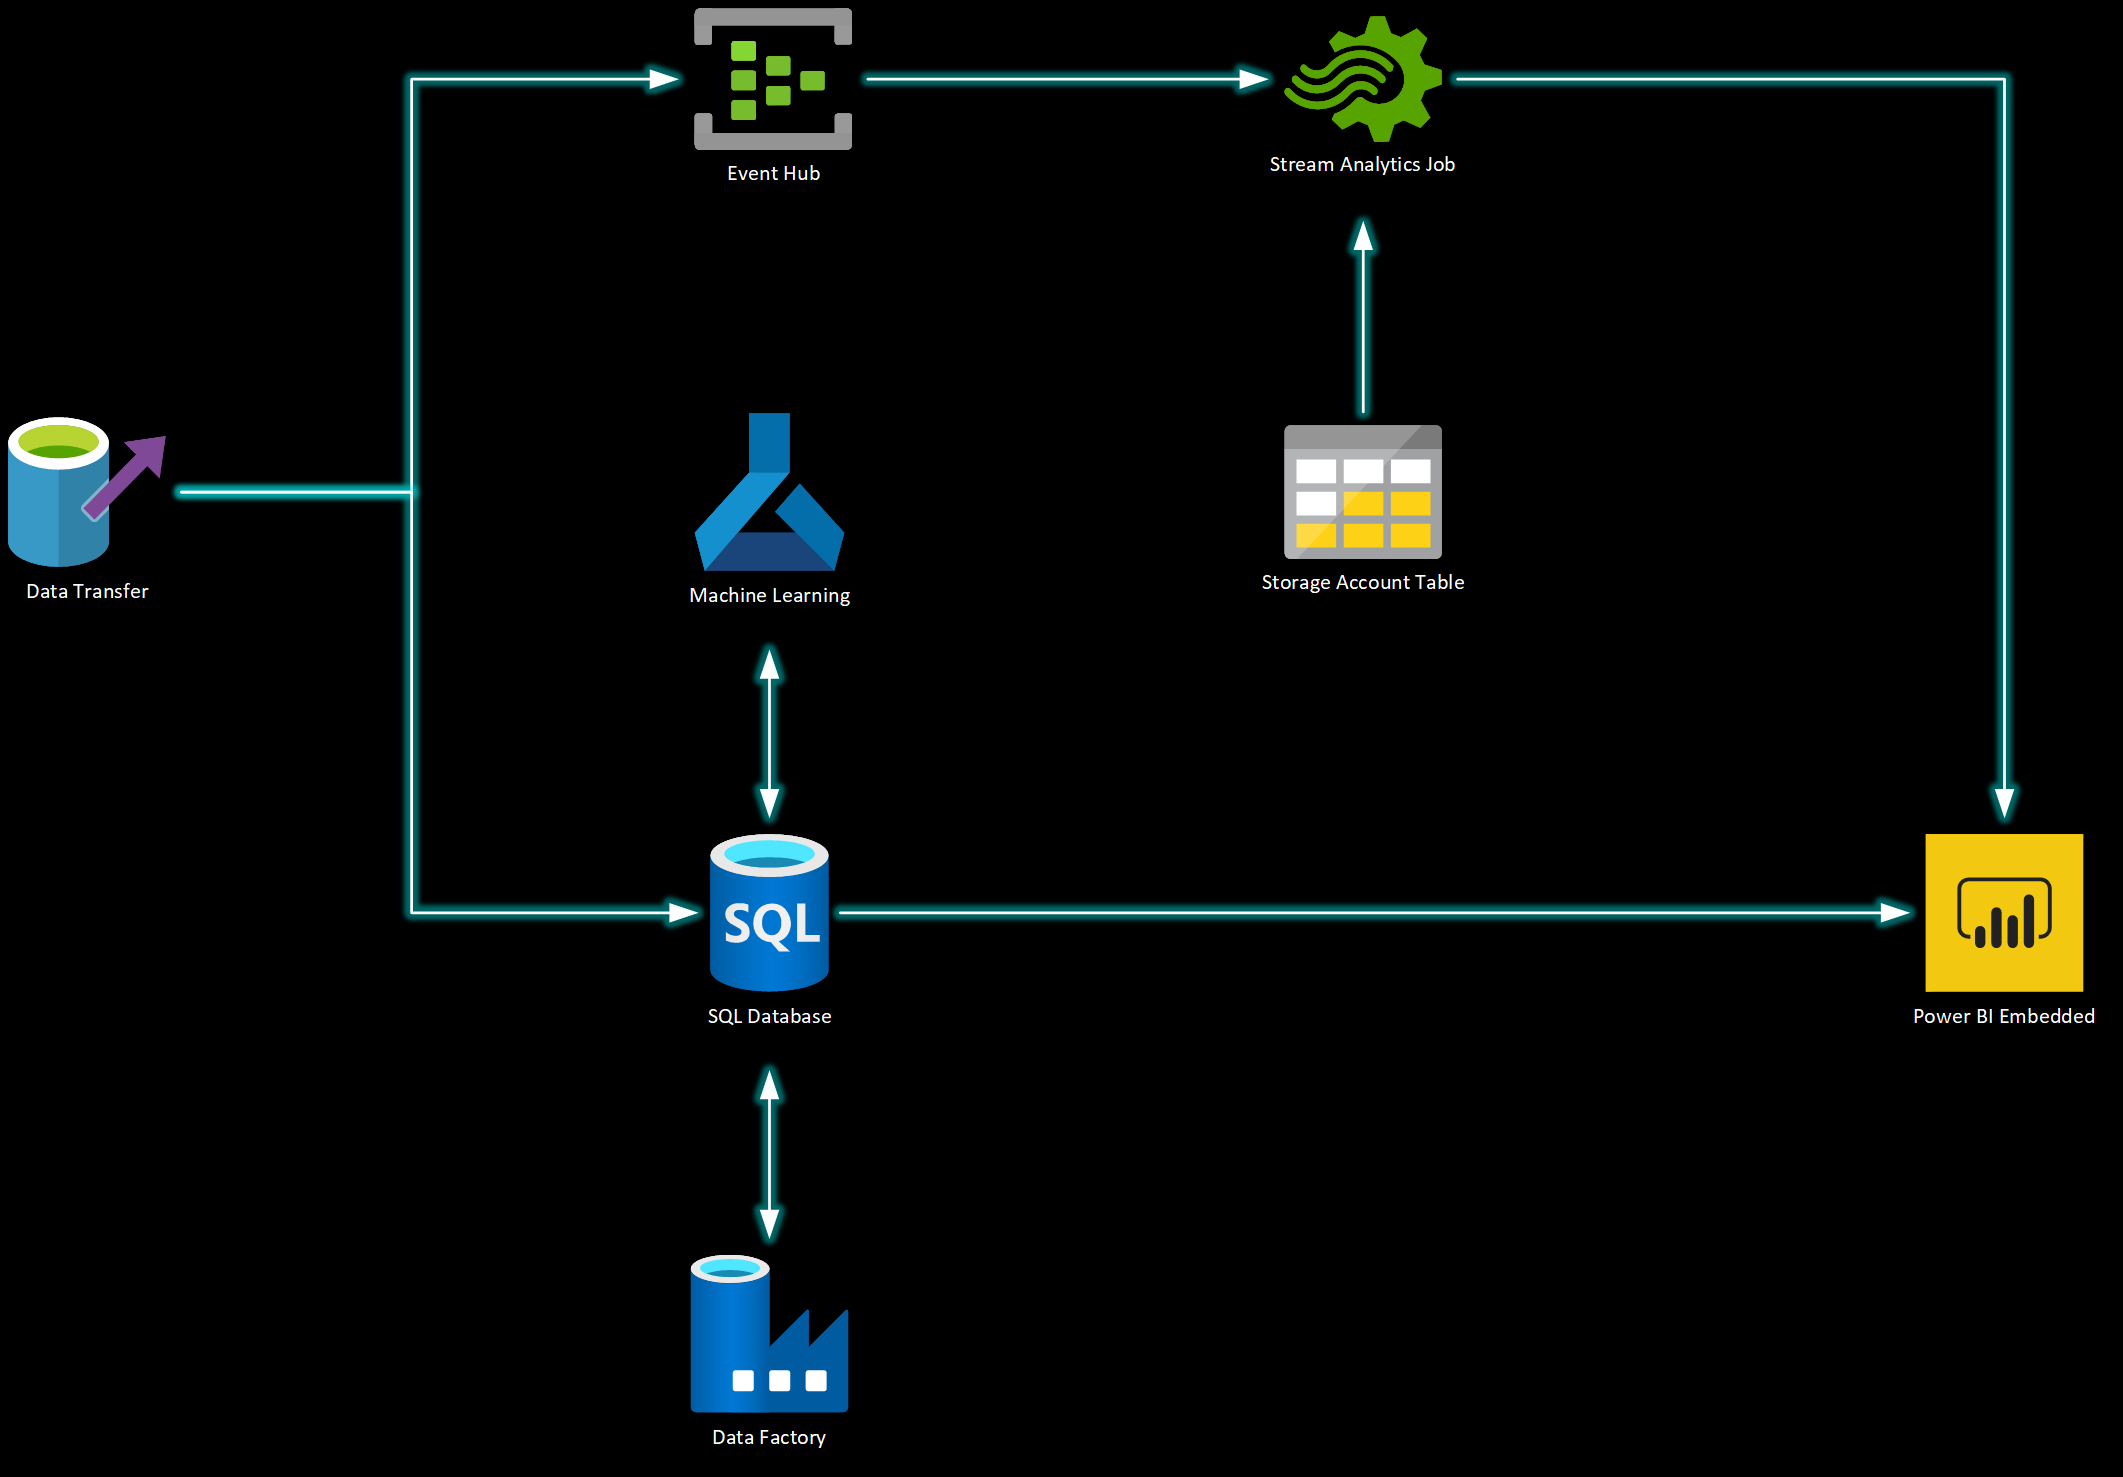 Event Hub
Stream Analytics Job
Data Transfer
Machine Learning
Storage Account Table
SQL
SQL Database
Power BI Embedded
Data Factory